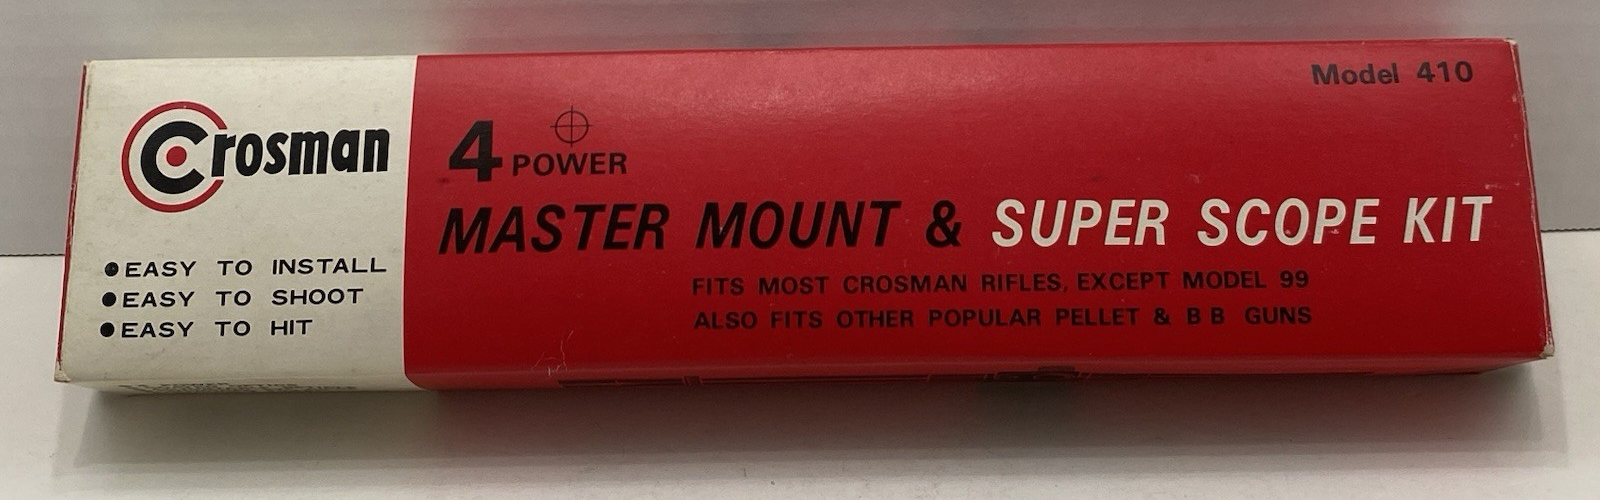 Crosman
● EASY TO INSTALL
● EASY TO SHOOT
● EASY TO HIT
Model 410
4 POWER
MASTER MOUNT & SUPER SCOPE KIT
FITS MOST CROSMAN RIFLES, EXCEPT MODEL 99
ALSO FITS OTHER POPULAR PELLET & B B GUNS